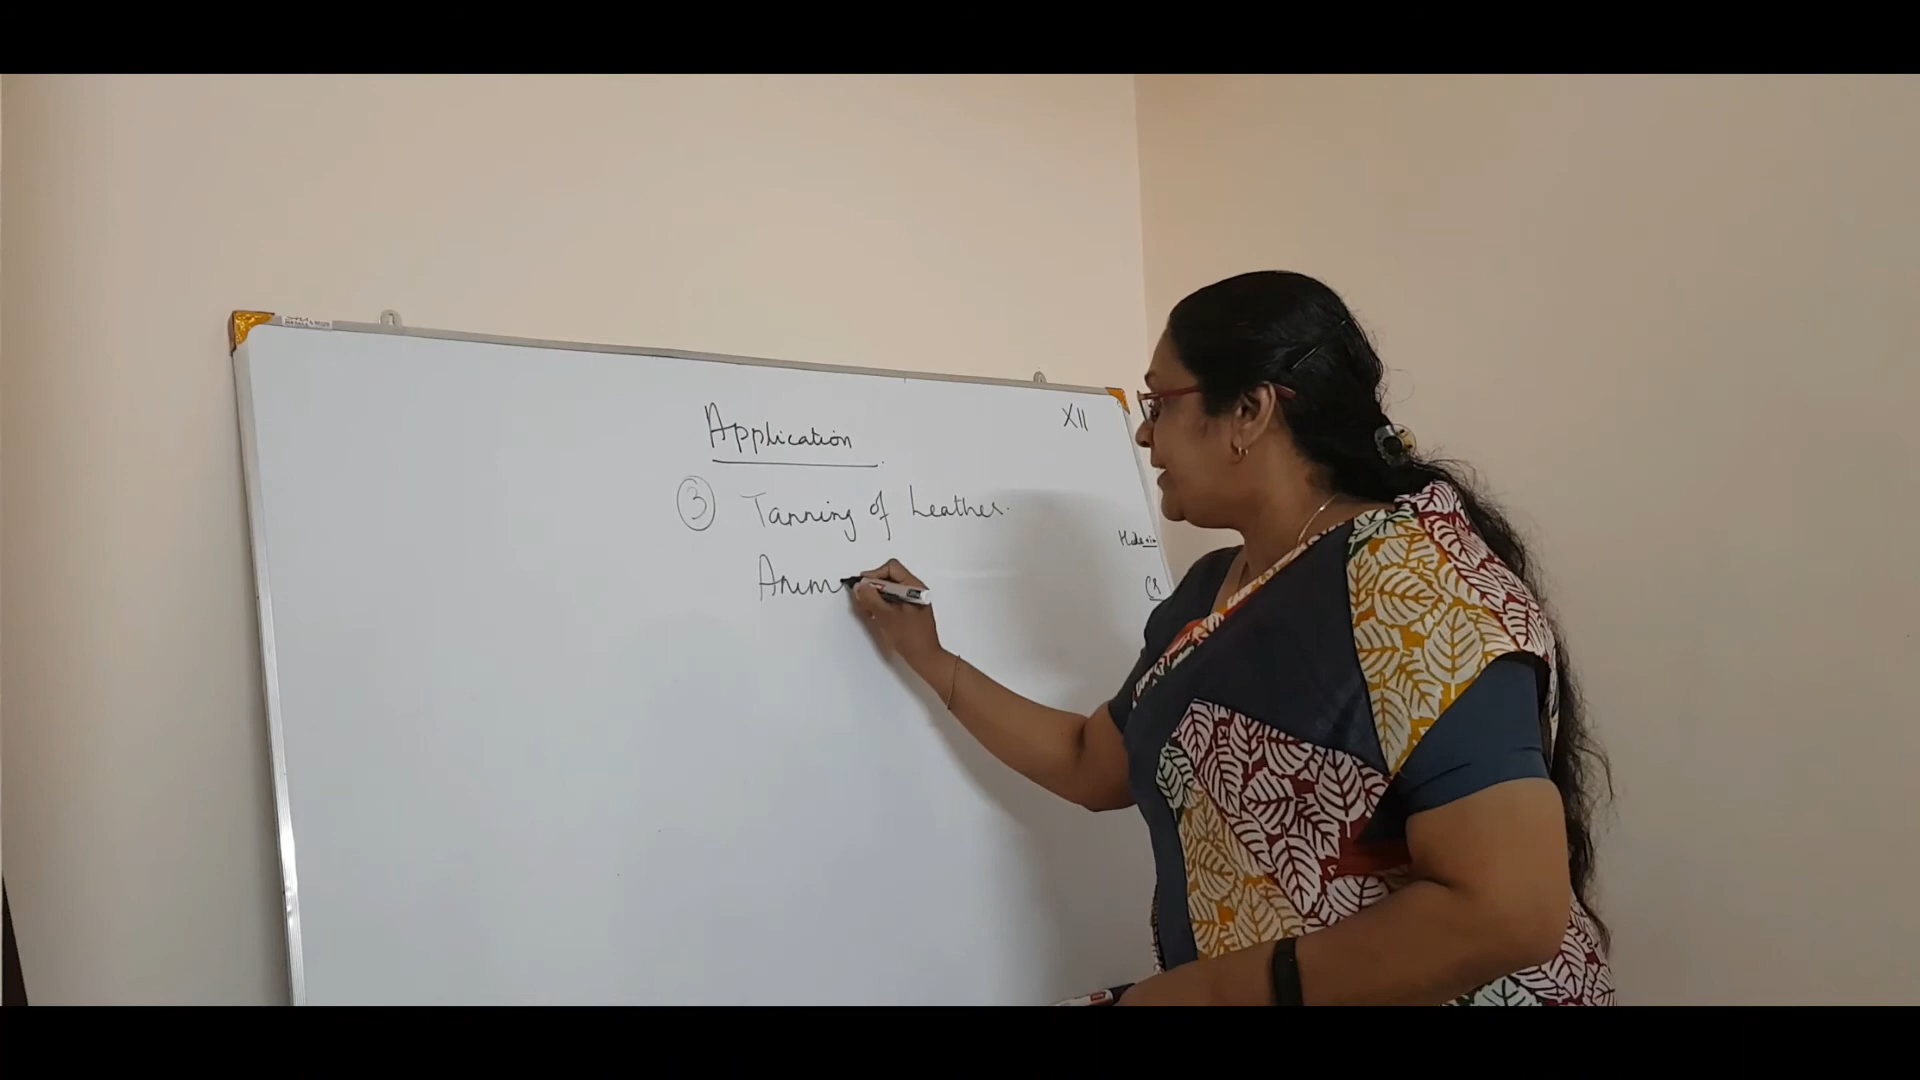 Application
XII
③ Tanning of Leather.
Anim